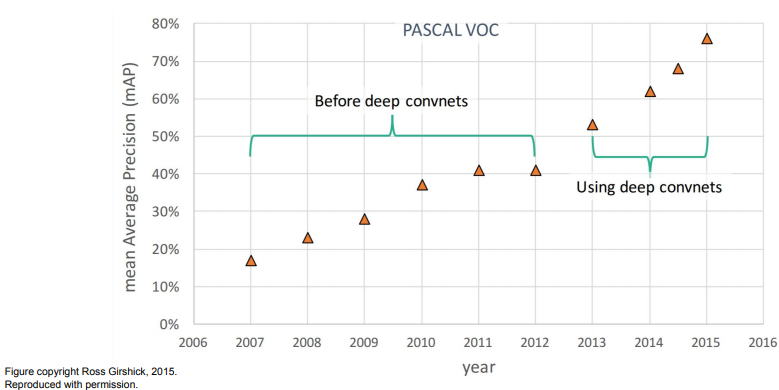 PASCAL VOC
80%
70%
60%
50%
40%
30%
20%
10%
0%
mean Average Precision (mAP)
Before deep convnets
Using deep convnets
2006 2007 2008 2009 2010 2011 2012 2013 2014 2015 2016
year
Figure copyright Ross Girshick, 2015.
Reproduced with permission.